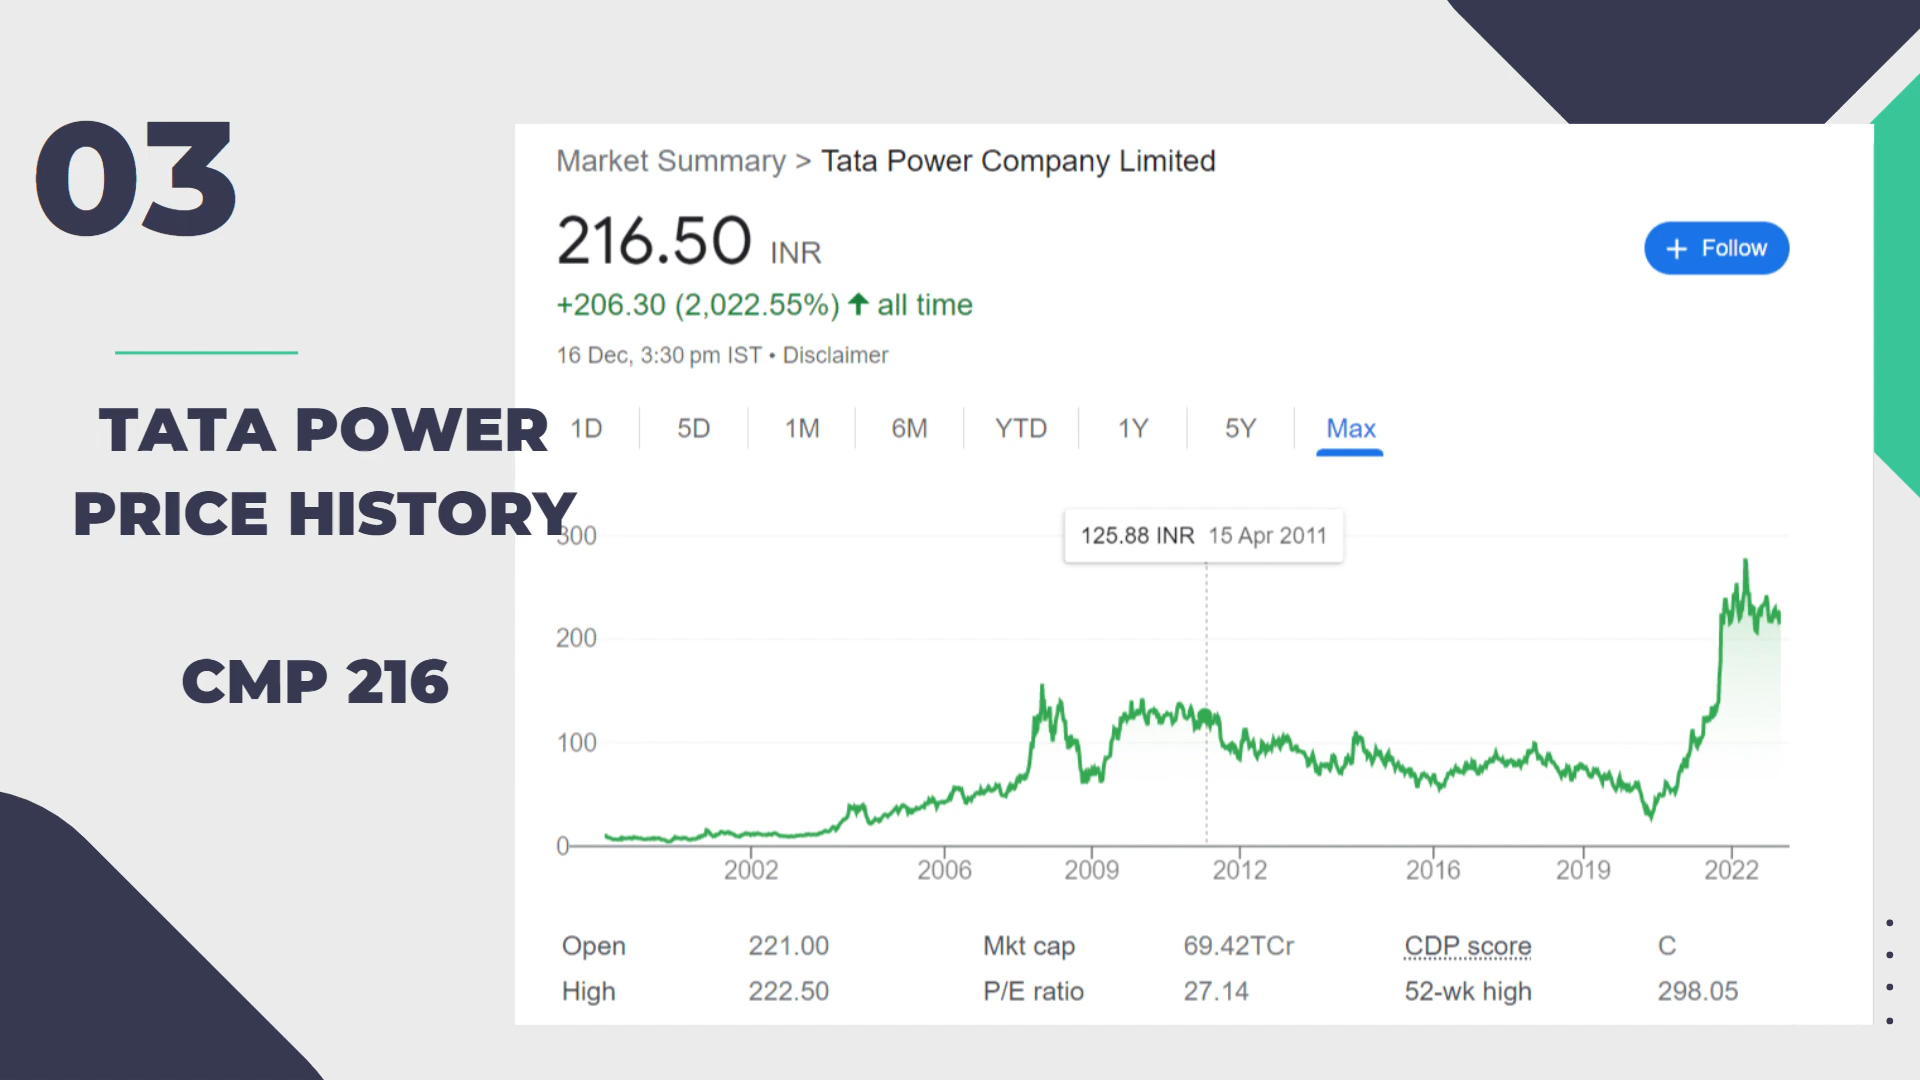 03
TATA POWER
PRICE HISTORY
CMP 216
Market Summary > Tata Power Company Limited
216.50 INR
+ Follow
+206.30 (2,022.55%) ↑ all time
16 Dec, 3:30 pm IST • Disclaimer
1D 5D 1M 6M YTD 1Y 5Y Max
125.88 INR 15 Apr 2011
300
200
100
0
2002 2006 2009 2012 2016 2019 2022
Open 221.00 Mkt cap 69.42TCr CDP score C
High 222.50 P/E ratio 27.14 52-wk high 298.05